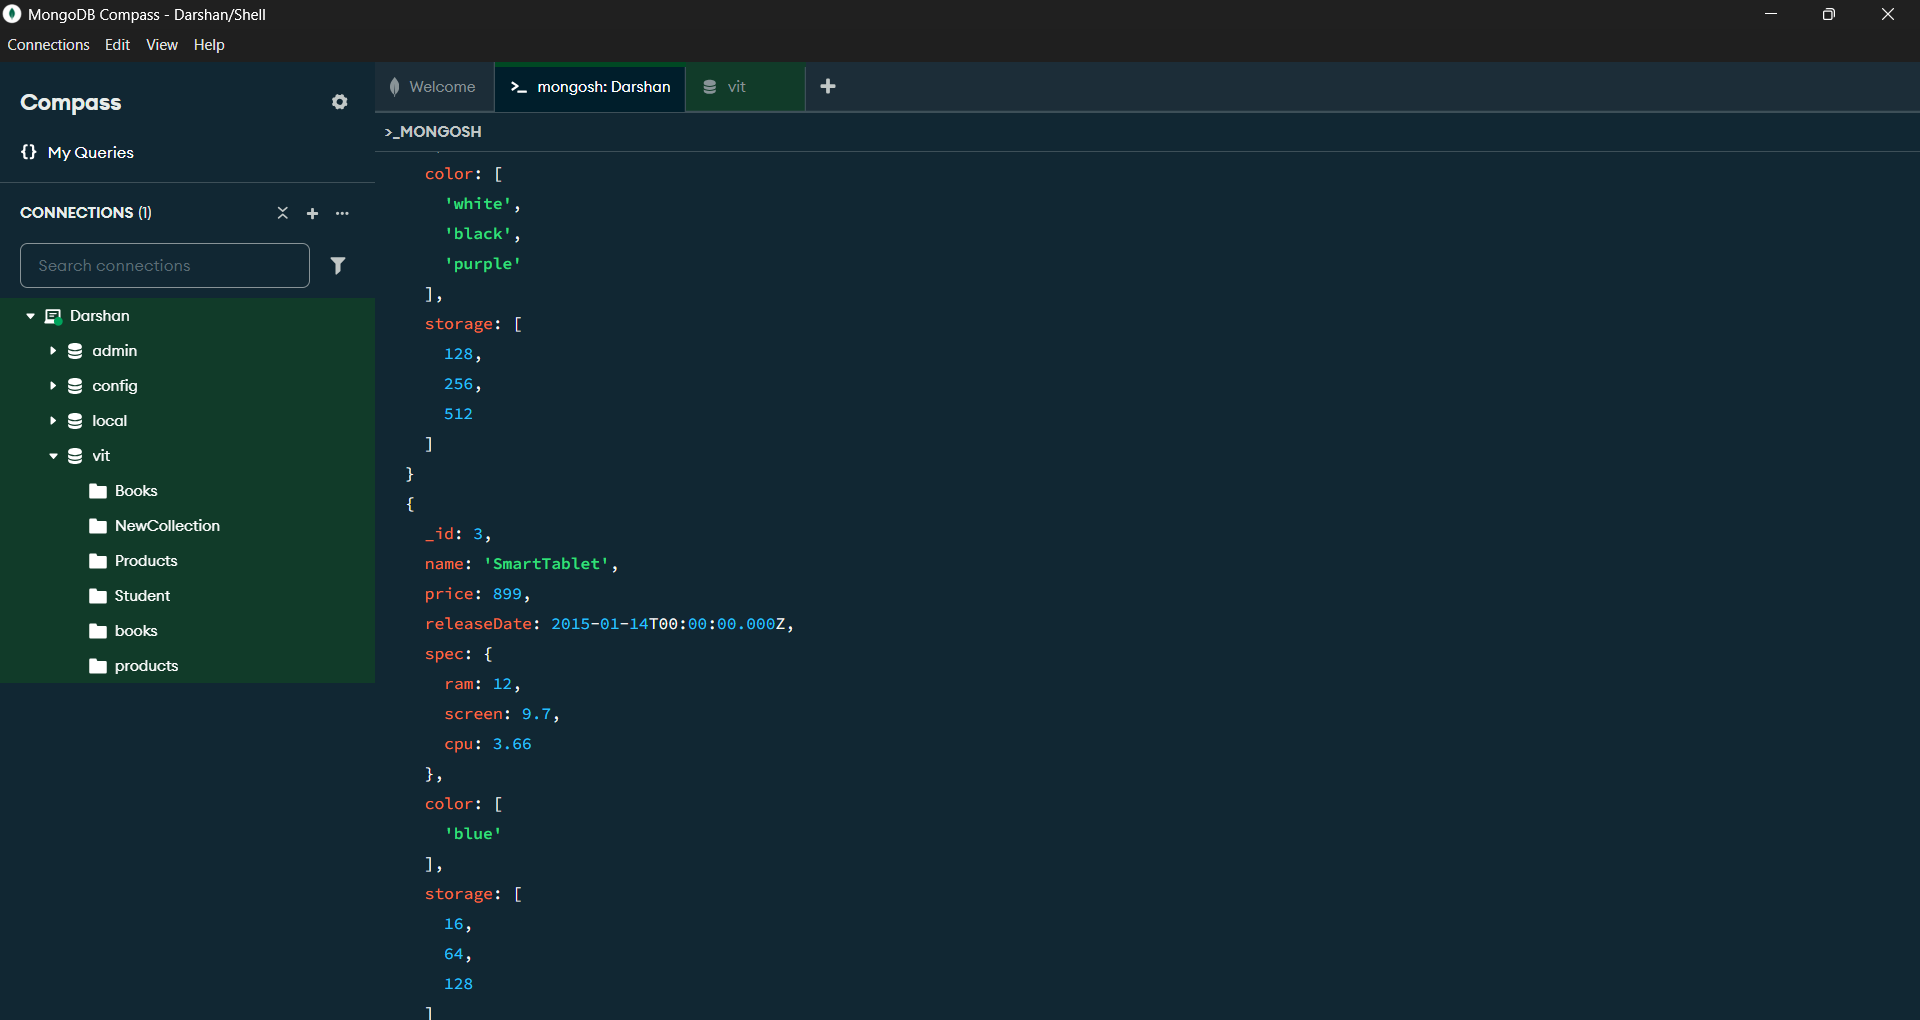 MongoDB Compass - Darshan/Shell
Connections Edit View Help
Compass
{} My Queries
CONNECTIONS (1)
Search connections
Darshan
admin
config
local
vit
Books
NewCollection
Products
Student
books
products
Welcome
>_ mongosh: Darshan
vit
>_MONGOSH
color: [
'white',
'black',
'purple'
],
storage: [
128,
256,
512
]
}
{
_id: 3,
name: 'SmartTablet',
price: 899,
releaseDate: 2015-01-14T00:00:00.000Z,
spec: {
ram: 12,
screen: 9.7,
cpu: 3.66
},
color: [
'blue'
],
storage: [
16,
64,
128
]